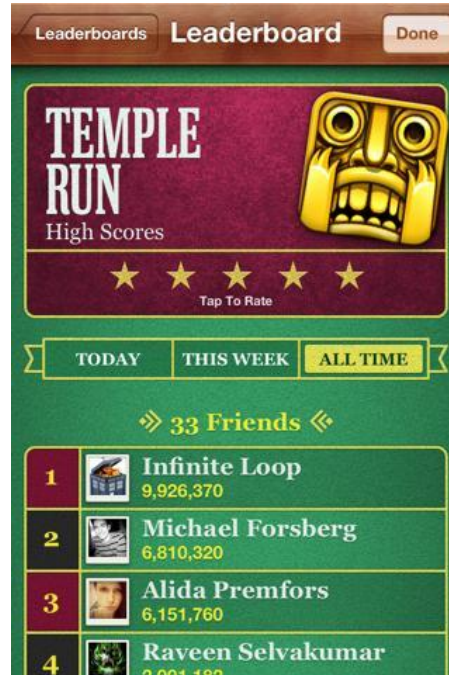 Leaderboards Leaderboard Done
TEMPLE
RUN
High Scores
Tap To Rate
TODAY THIS WEEK ALL TIME
33 Friends
1 Infinite Loop
9,926,370
2 Michael Forsberg
6,810,320
3 Alida Premfors
6,151,760
4 Raveen Selvakumar